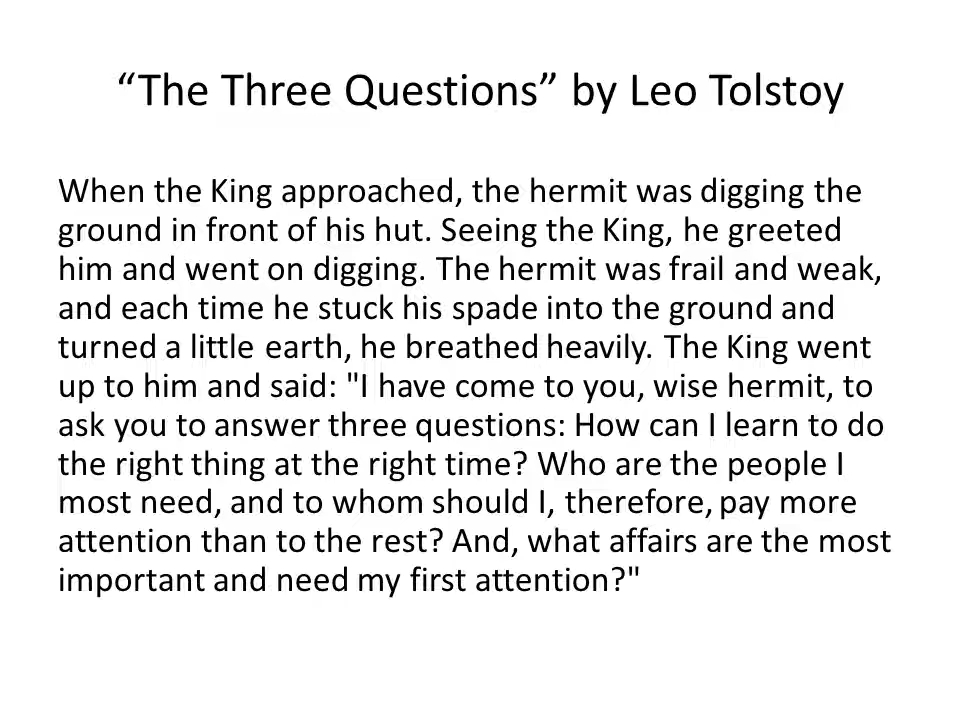 “The Three Questions” by Leo Tolstoy
When the King approached, the hermit was digging the
ground in front of his hut. Seeing the King, he greeted
him and went on digging. The hermit was frail and weak,
and each time he stuck his spade into the ground and
turned a little earth, he breathed heavily. The King went
up to him and said: "I have come to you, wise hermit, to
ask you to answer three questions: How can I learn to do
the right thing at the right time? Who are the people I
most need, and to whom should I, therefore, pay more
attention than to the rest? And, what affairs are the most
important and need my first attention?"